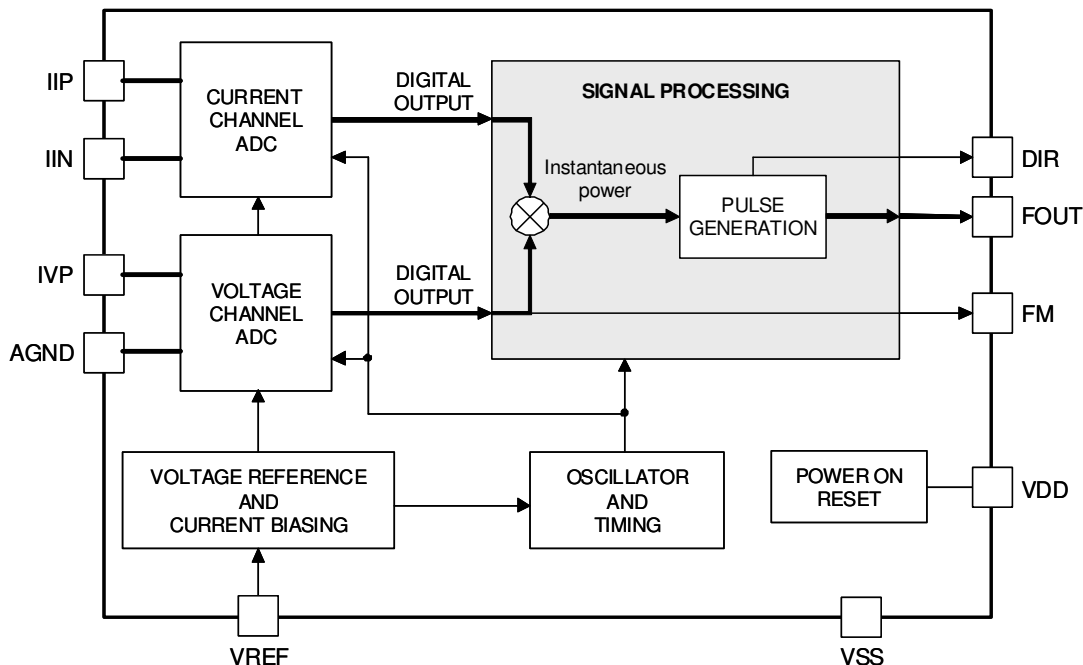 IIP
IIN
IVP
AGND
CURRENT
CHANNEL
ADC
VOLTAGE
CHANNEL
ADC
DIGITAL
OUTPUT
DIGITAL
OUTPUT
SIGNAL PROCESSING
Instantaneous
power
PULSE
GENERATION
DIR
FOUT
FM
VOLTAGE REFERENCE
AND
CURRENT BIASING
OSCILLATOR
AND
TIMING
POWER ON
RESET
VDD
VREF
VSS